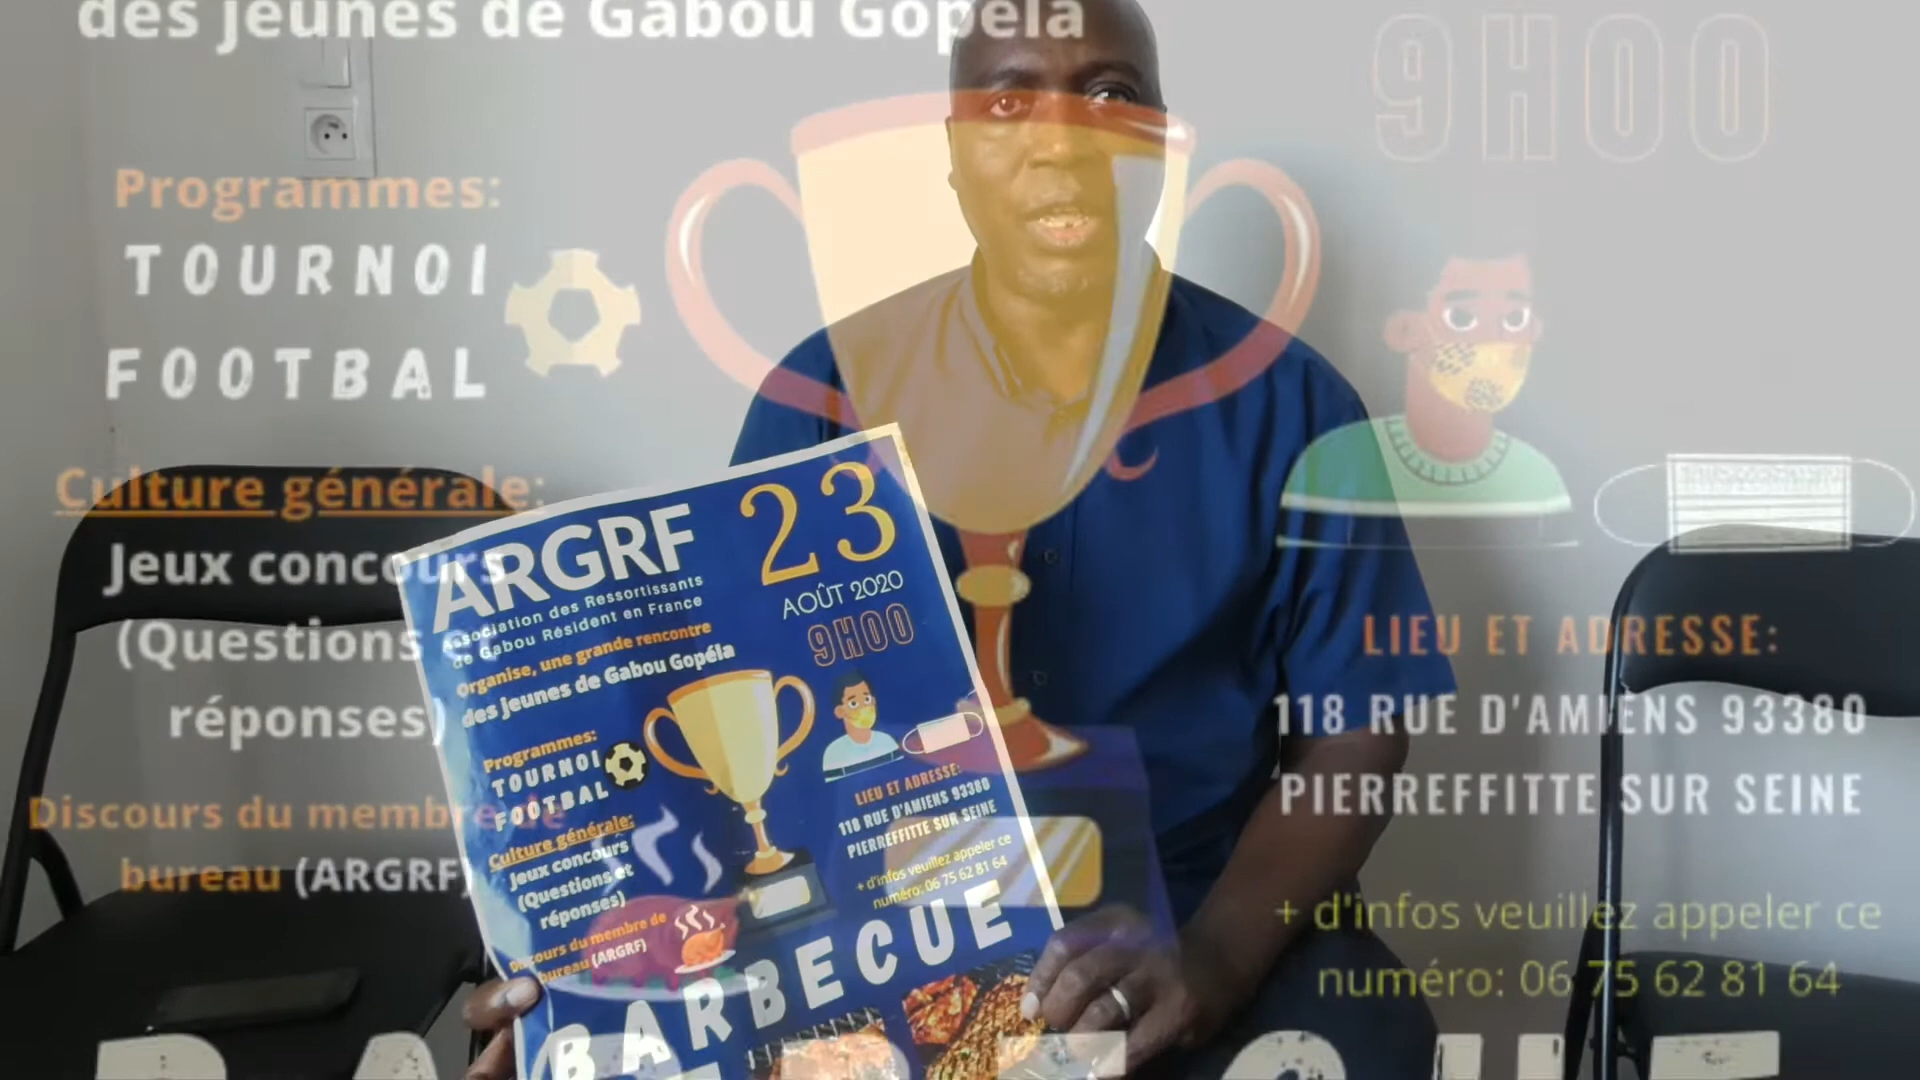 des jeunes de Gabou Gopéla
9H00
Programmes:
TOURNOI
FOOTBAL
Culture générale:
Jeux concours
(Questions et
réponses)
Discours du membre de
bureau (ARGRF)
LIEU ET ADRESSE:
118 RUE D'AMIENS 93380
PIERREFFITTE SUR SEINE
+ d'infos veuillez appeler ce
numéro: 06 75 62 81 64
BARBECUE
ARGRF
Association des Ressortissants
de Gabou Résident en France
Organise, une grande rencontre
des Jeunes de Gabou Gopéla
23
AOÛT 2020
9H00
Programmes:
TOURNOI
FOOTBAL
Culture générale:
Jeux concours
(Questions et
réponses)
Discours du membre de
bureau (ARGRF)
LIEU ET ADRESSE:
118 RUE D'AMIENS 93380
PIERREFFITTE SUR SEINE
+ d'infos veuillez appeler ce
numéro: 06 75 62 81 64
BARBECUE